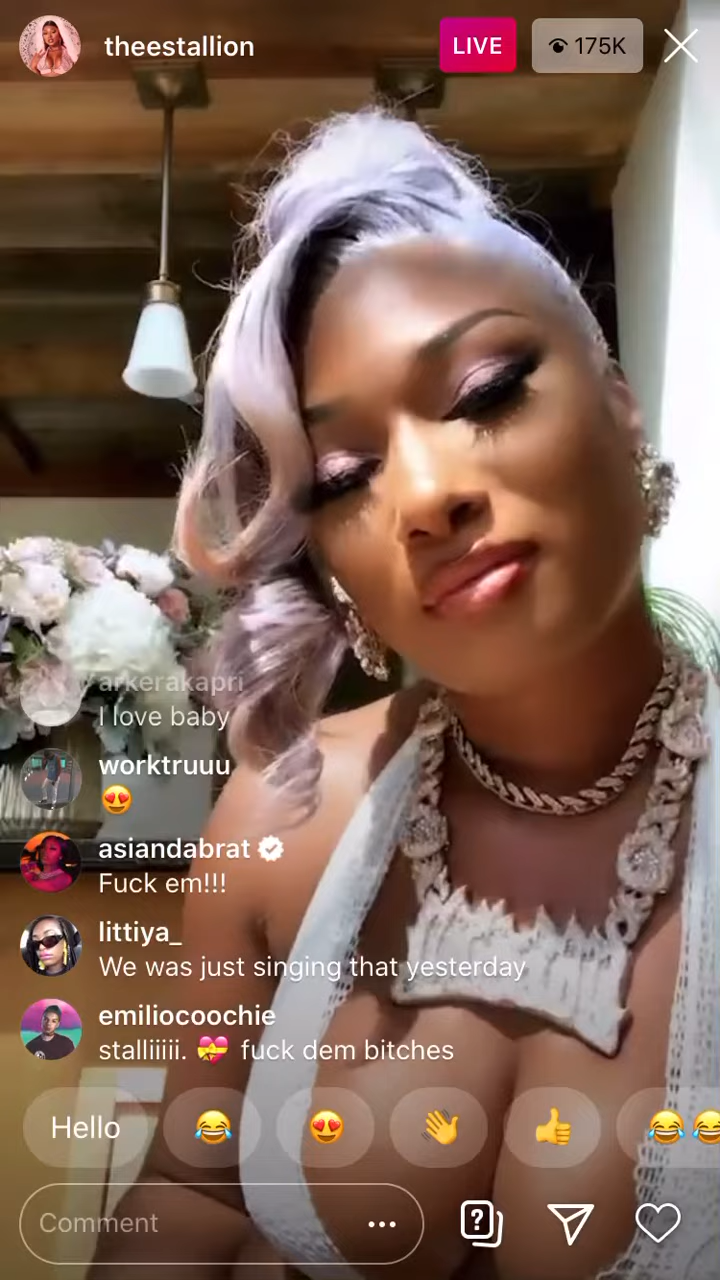 theestallion
LIVE
175K
arkerakapri
I love baby
worktruuu
😍
asiandabrat
Fuck em!!!
littiya_
We was just singing that yesterday
emiliocoochie
stalliiiii. 💝 fuck dem bitches
Hello 😂 😍 👋 👍 😂😂
Comment